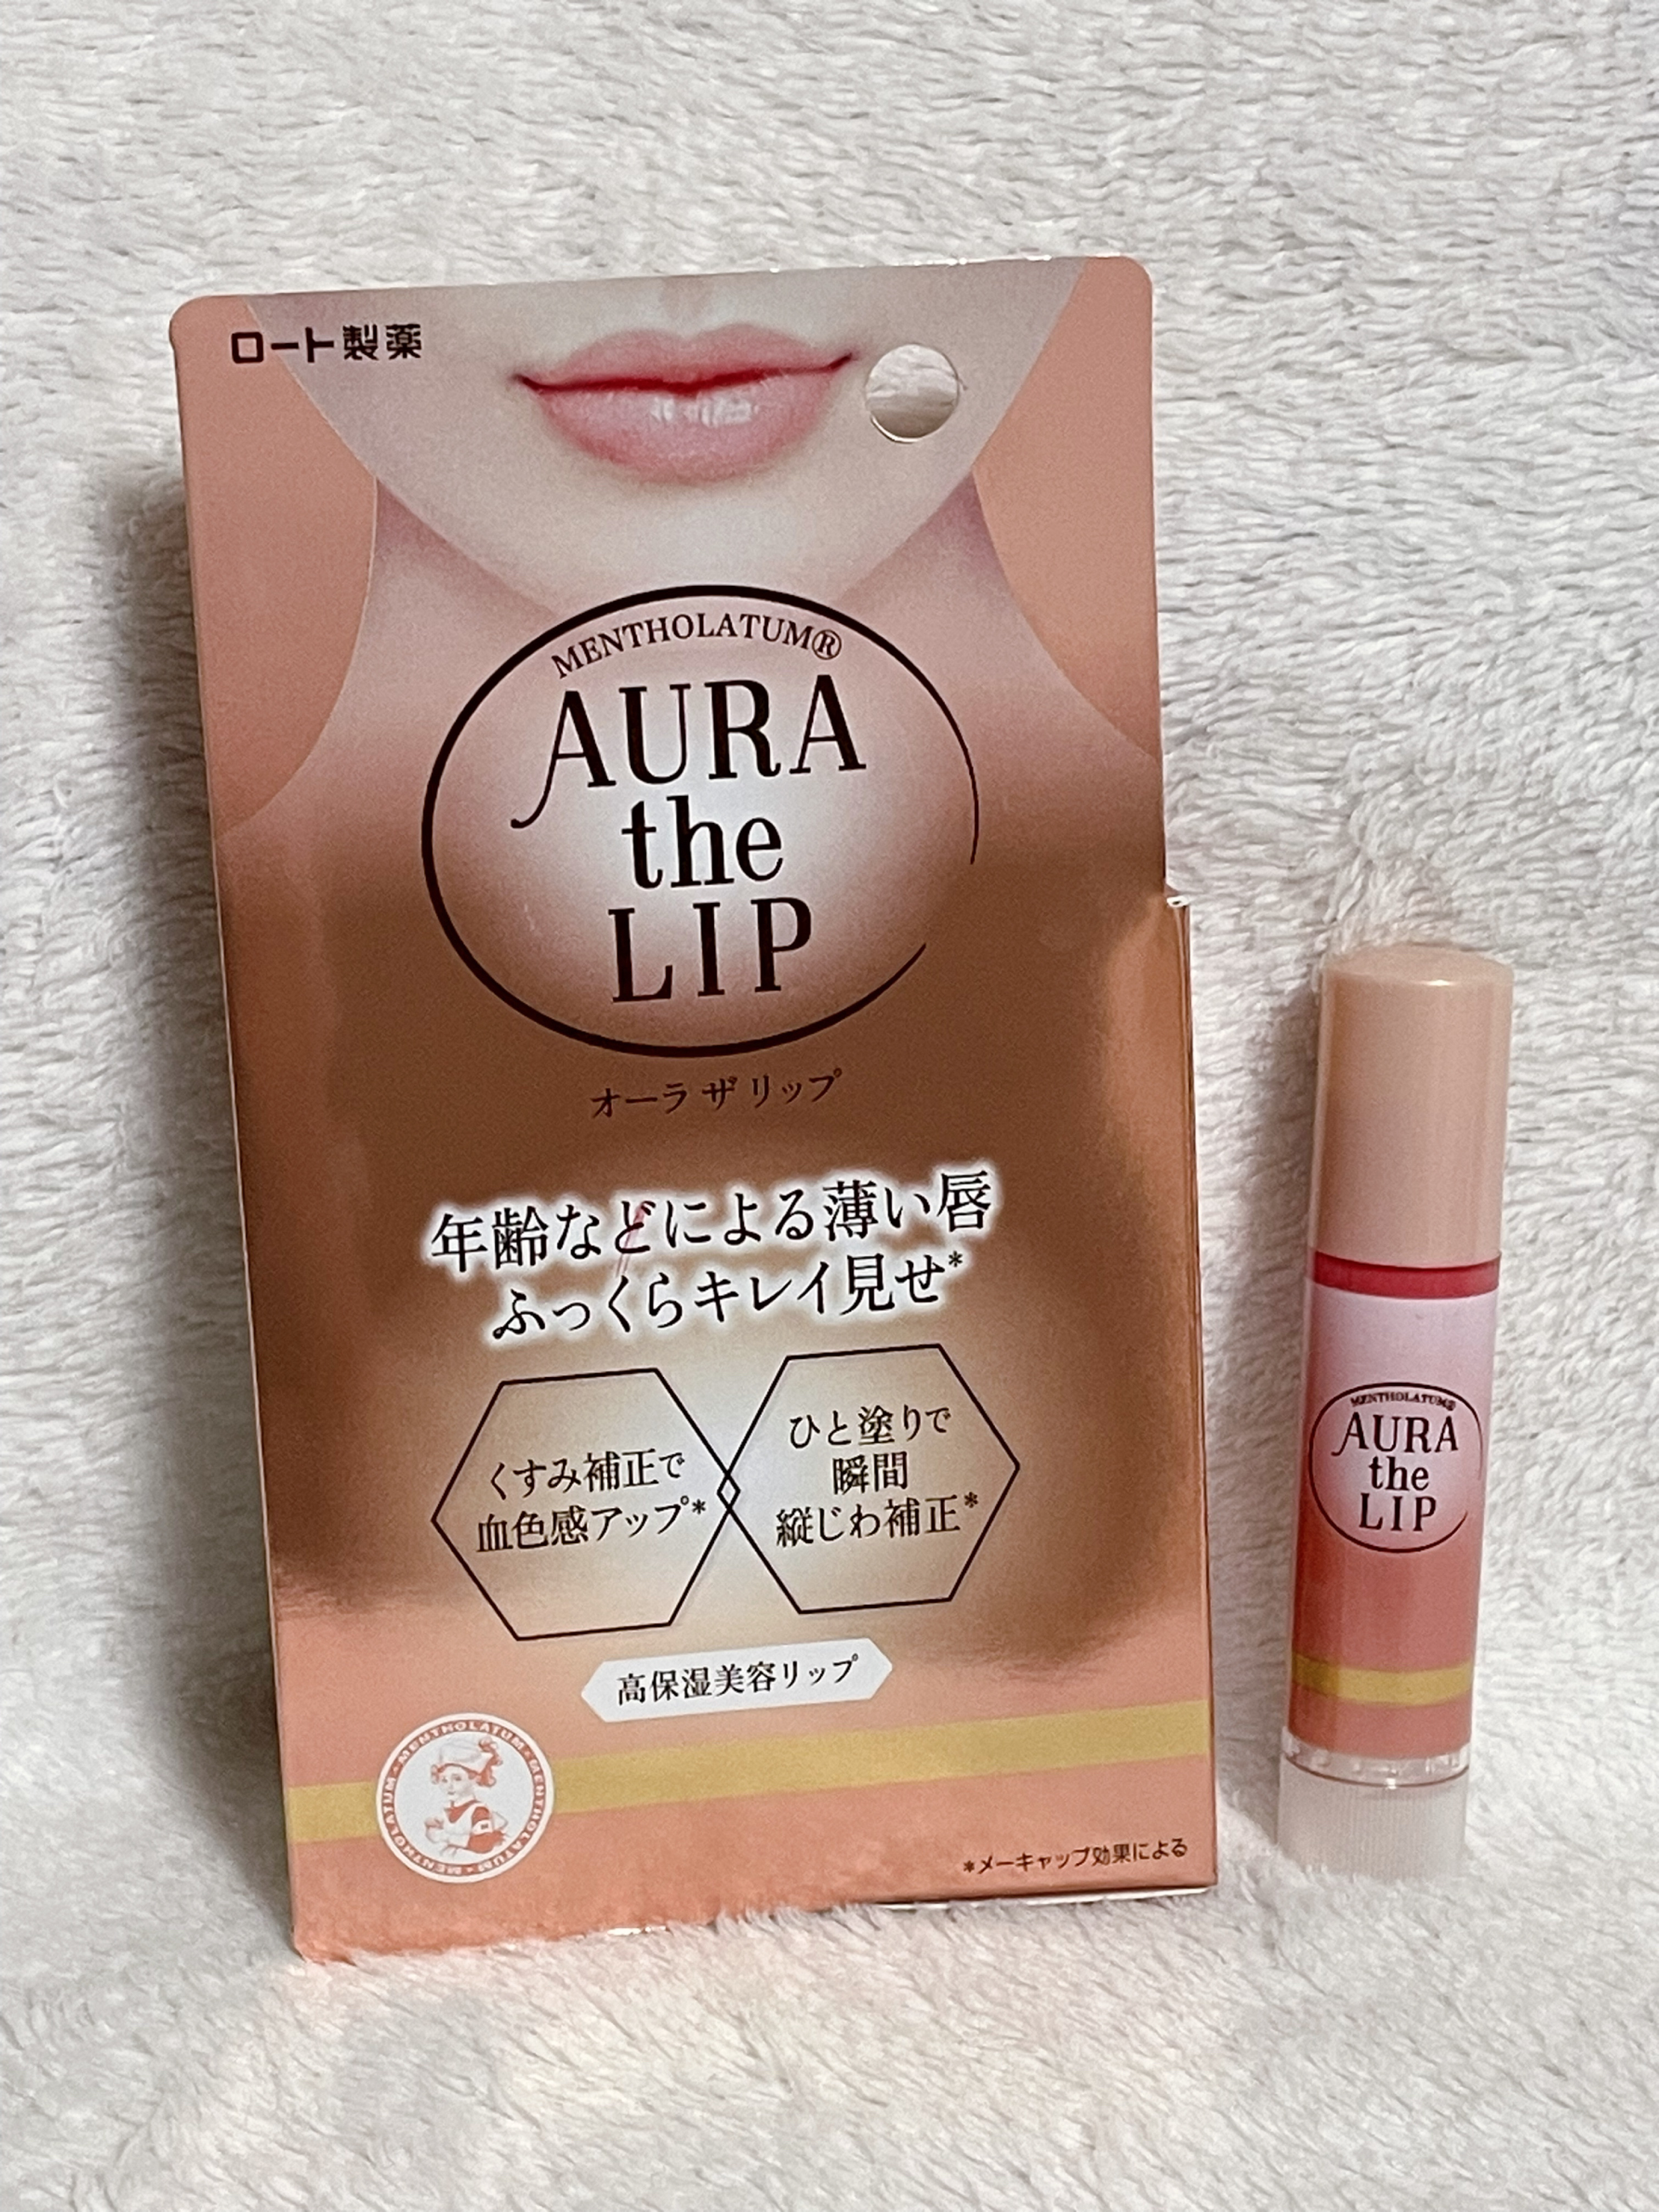 ロート製薬
MENTHOLATUM®
AURA
the
LIP
オーラ ザ リップ
年齢などによる薄い唇
ふっくらキレイ見せ*
くすみ補正で
血色感アップ*
ひと塗りで
瞬間
縦じわ補正*
高保湿美容リップ
MENTHOLATUM・MENTHOLATUM・MENTHOLATUM
*メーキャップ効果による
MENTHOLATUM®
AURA
the
LIP